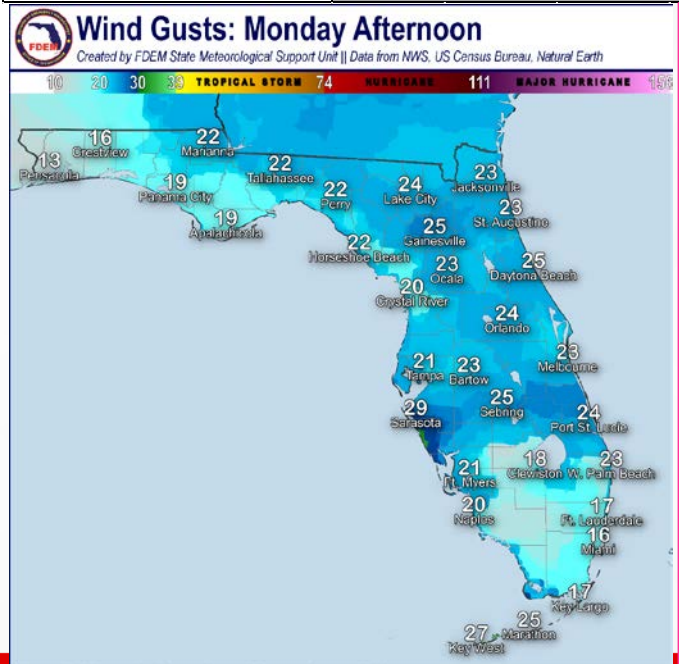 FDEM
Wind Gusts: Monday Afternoon
Created by FDEM State Meteorological Support Unit || Data from NWS, US Census Bureau, Natural Earth
10 20 30 39 TROPICAL STORM 74 HURRICANE 111 MAJOR HURRICANE
16
Crestview
22
Marianna
13
Pensacola
22
Tallahassee
19
Panama City
22
Perry
24
Lake City
23
Jacksonville
19
Apalachicola
23
St. Augustine
25
Gainesville
22
Horseshoe Beach
23
Ocala
25
Daytona Beach
20
Crystal River
24
Orlando
21
Tampa
23
Bartow
23
Melbourne
29
Sarasota
25
Sebring
24
Port St. Lucie
21
Ft. Myers
18
Clewiston
23
W. Palm Beach
20
Naples
17
Ft. Lauderdale
16
Miami
17
Key Largo
25
Marathon
27
Key West